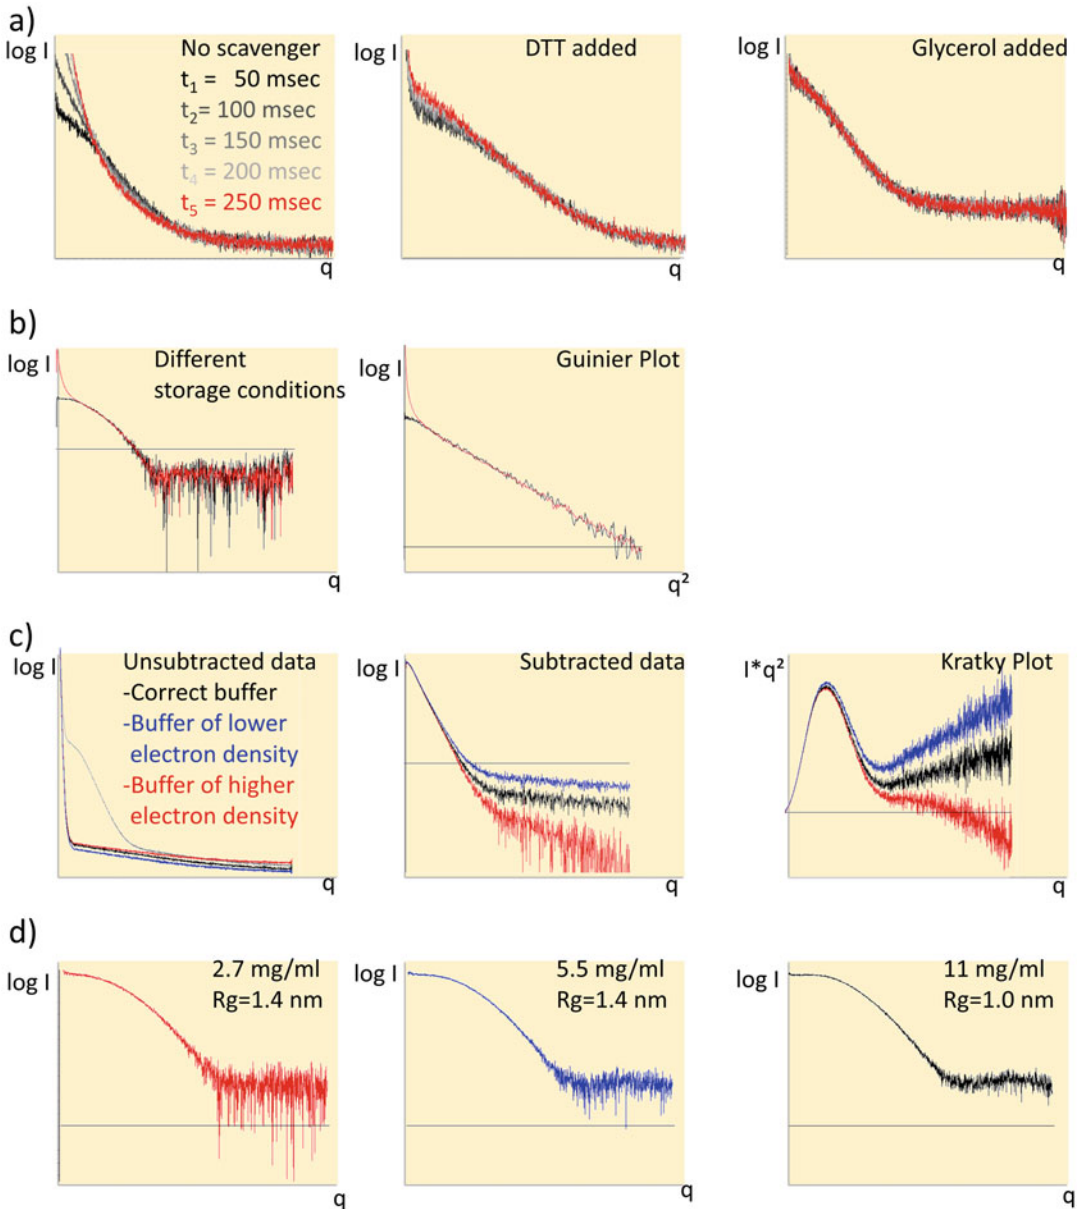 a)
log I
No scavenger
t₁ = 50 msec
t₂= 100 msec
t₃ = 150 msec
t₄ = 200 msec
t₅ = 250 msec
q
log I
DTT added
q
log I
Glycerol added
q
b)
log I
Different
storage conditions
q
log I
Guinier Plot
q²
c)
log I
Unsubtracted data
-Correct buffer
-Buffer of lower
electron density
-Buffer of higher
electron density
q
log I
Subtracted data
q
I*q²
Kratky Plot
q
d)
log I
2.7 mg/ml
Rg=1.4 nm
q
log I
5.5 mg/ml
Rg=1.4 nm
q
log I
11 mg/ml
Rg=1.0 nm
q